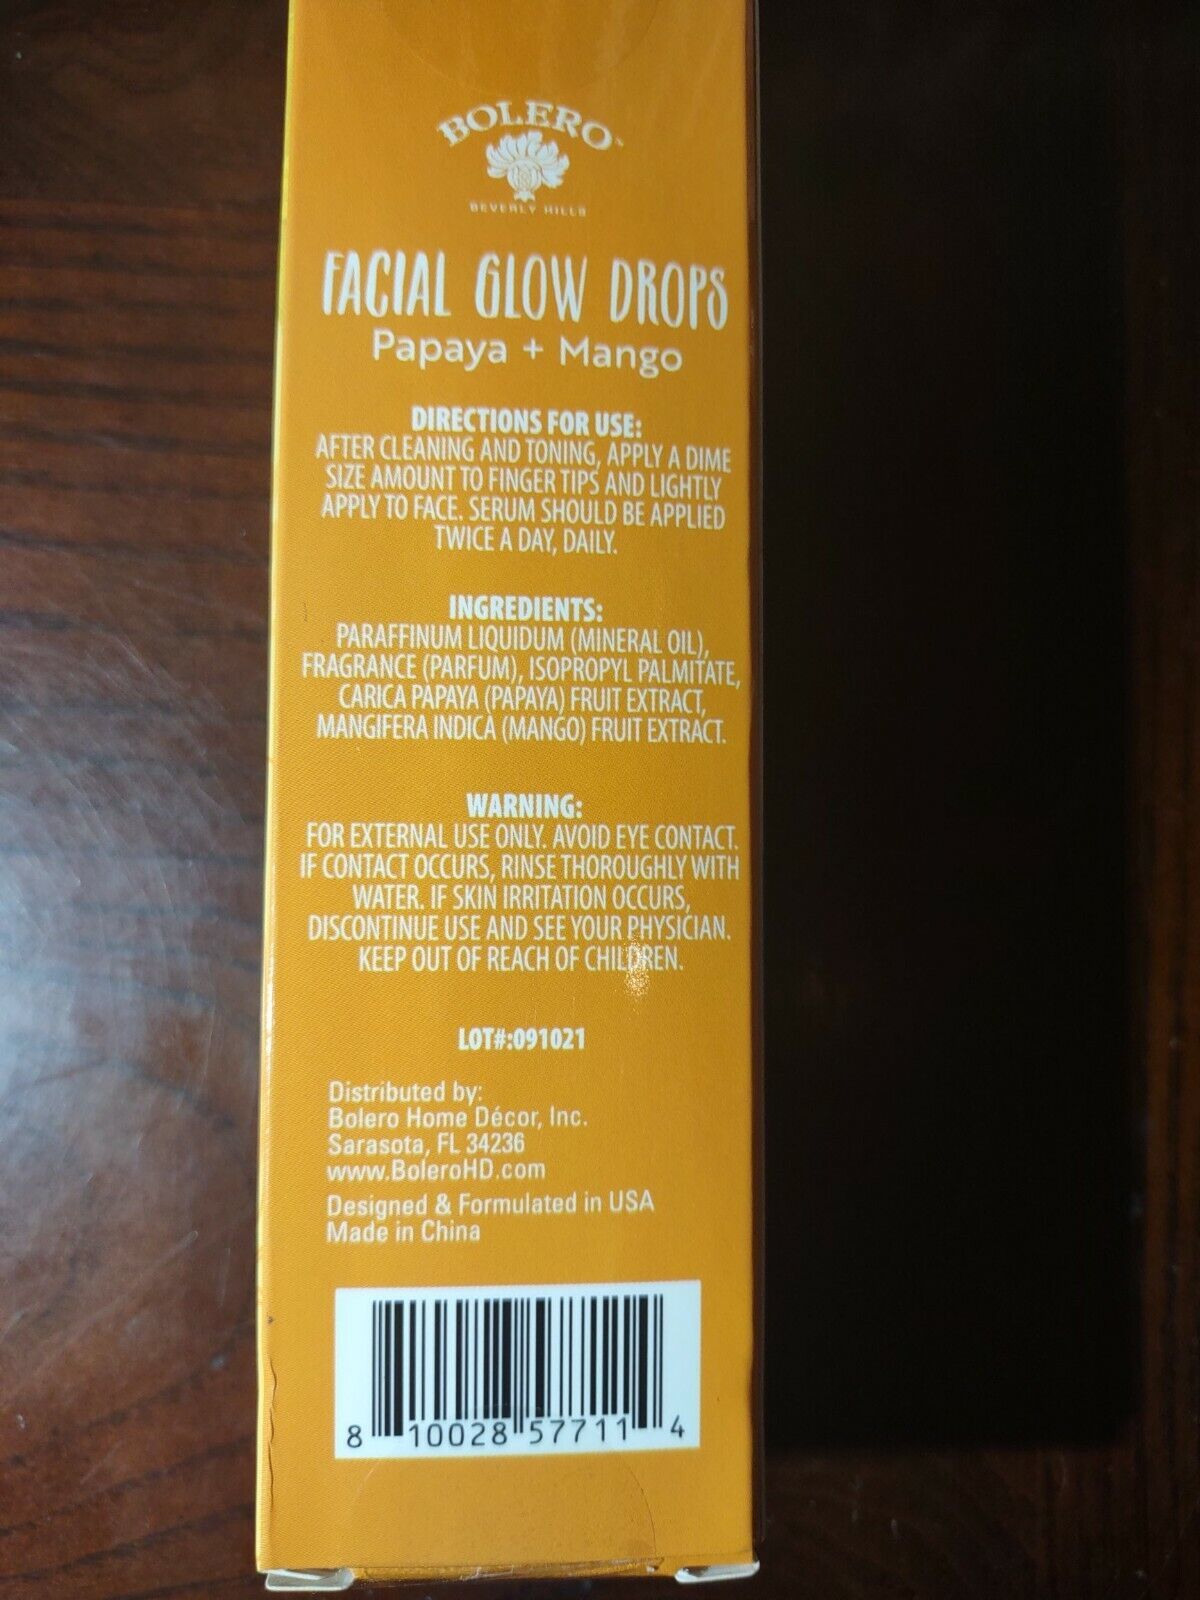 BOLERO™
BEVERLY HILLS
FACIAL GLOW DROPS
Papaya + Mango
DIRECTIONS FOR USE:
AFTER CLEANING AND TONING, APPLY A DIME
SIZE AMOUNT TO FINGER TIPS AND LIGHTLY
APPLY TO FACE. SERUM SHOULD BE APPLIED
TWICE A DAY, DAILY.
INGREDIENTS:
PARAFFINUM LIQUIDUM (MINERAL OIL),
FRAGRANCE (PARFUM), ISOPROPYL PALMITATE,
CARICA PAPAYA (PAPAYA) FRUIT EXTRACT,
MANGIFERA INDICA (MANGO) FRUIT EXTRACT.
WARNING:
FOR EXTERNAL USE ONLY. AVOID EYE CONTACT.
IF CONTACT OCCURS, RINSE THOROUGHLY WITH
WATER. IF SKIN IRRITATION OCCURS,
DISCONTINUE USE AND SEE YOUR PHYSICIAN.
KEEP OUT OF REACH OF CHILDREN.
LOT#:091021
Distributed by:
Bolero Home Décor, Inc.
Sarasota, FL 34236
www.BoleroHD.com
Designed & Formulated in USA
Made in China
8 10028 57711 4